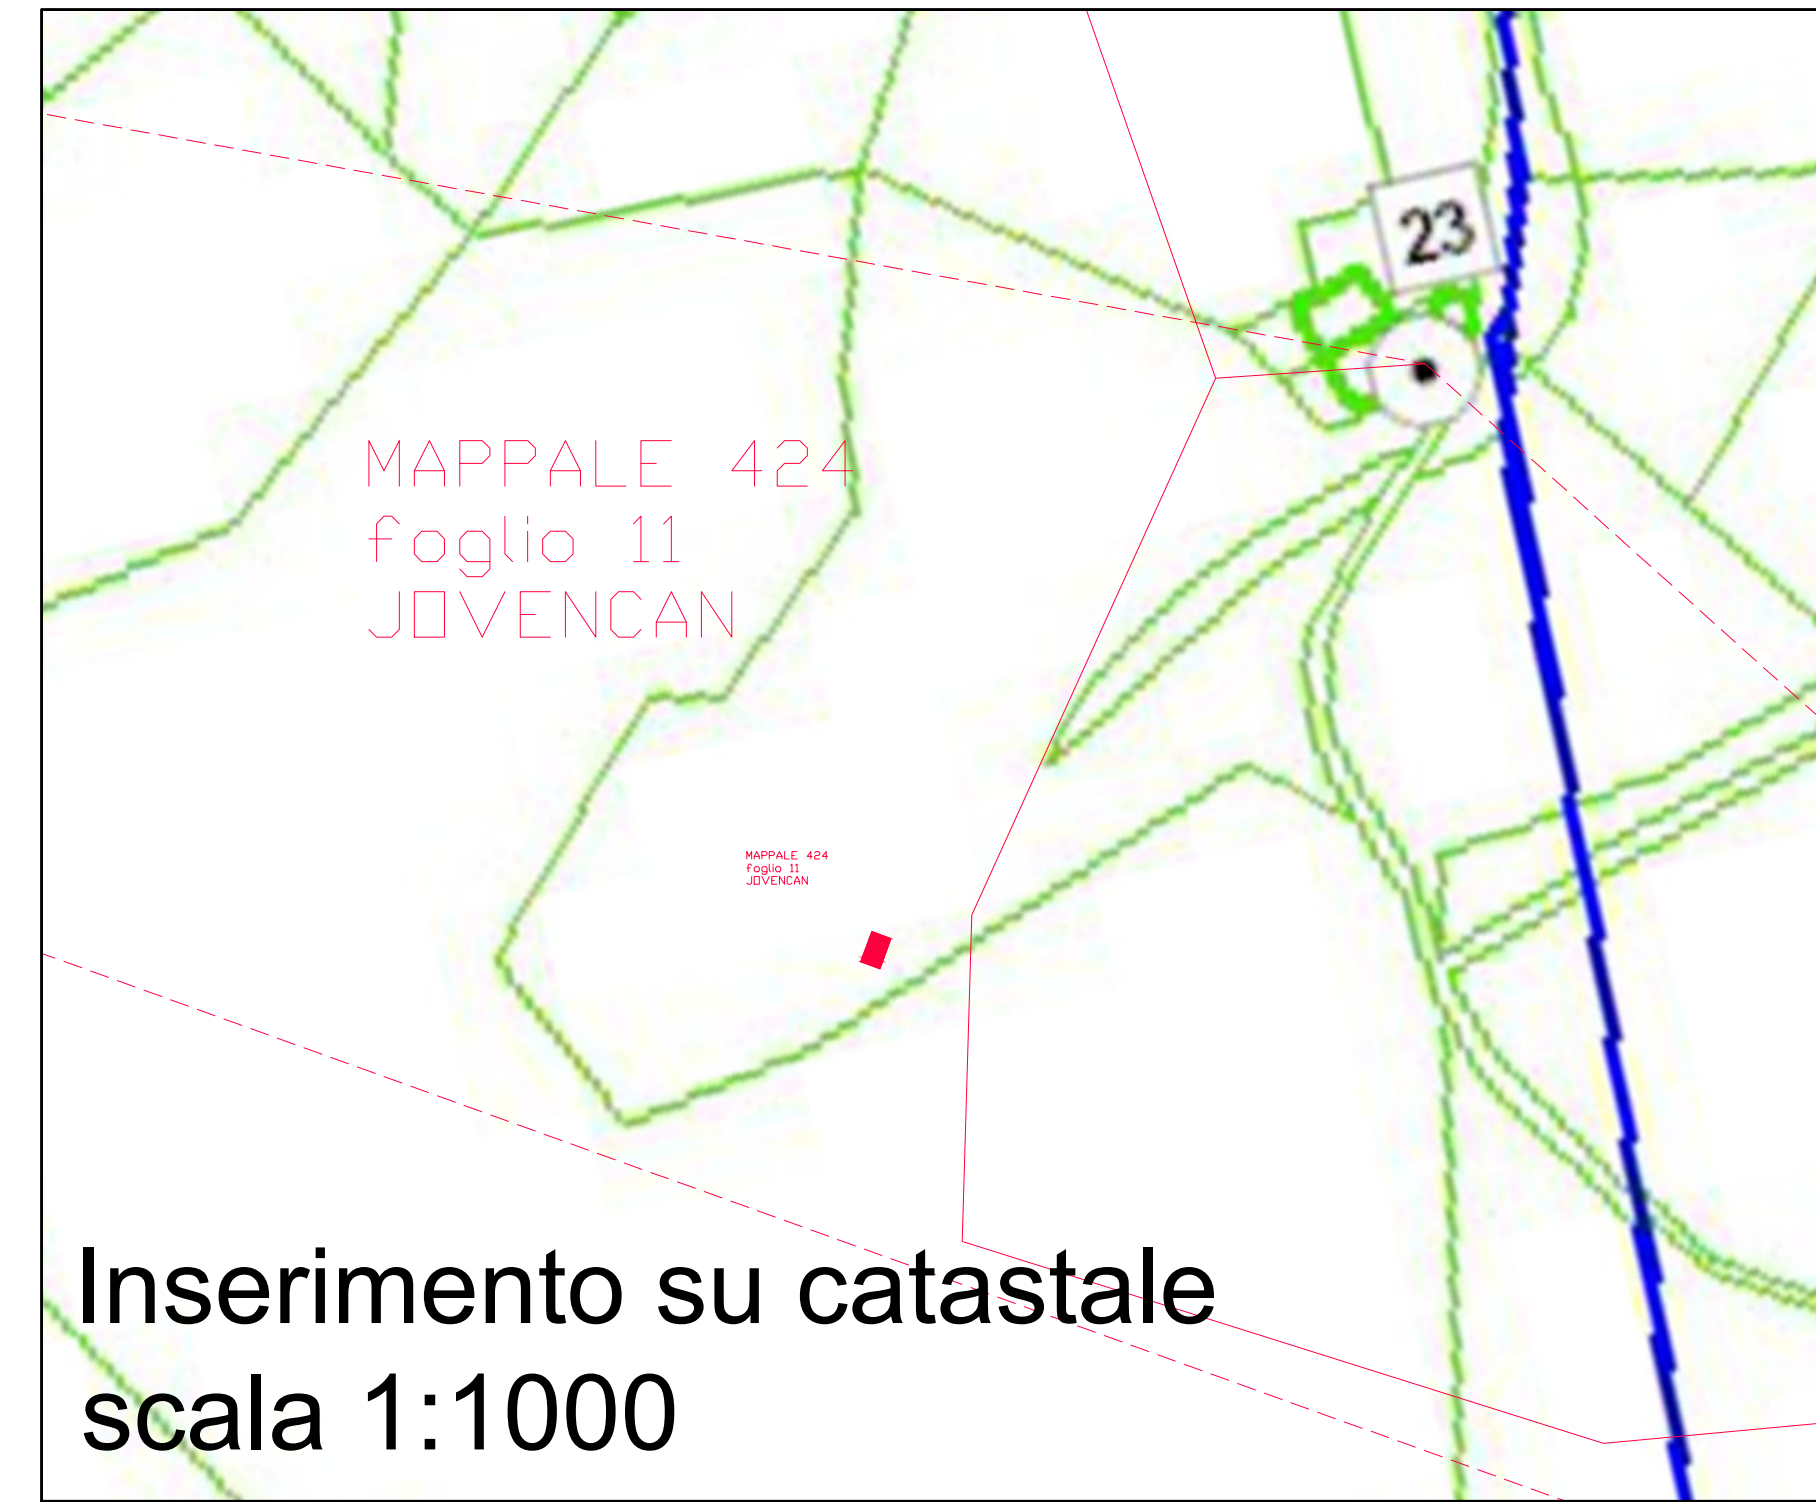 23
MAPPALE 424
foglio 11
JOVENCAN
MAPPALE 424
foglio 11
JOVENCAN
Inserimento su catastale
scala 1:1000